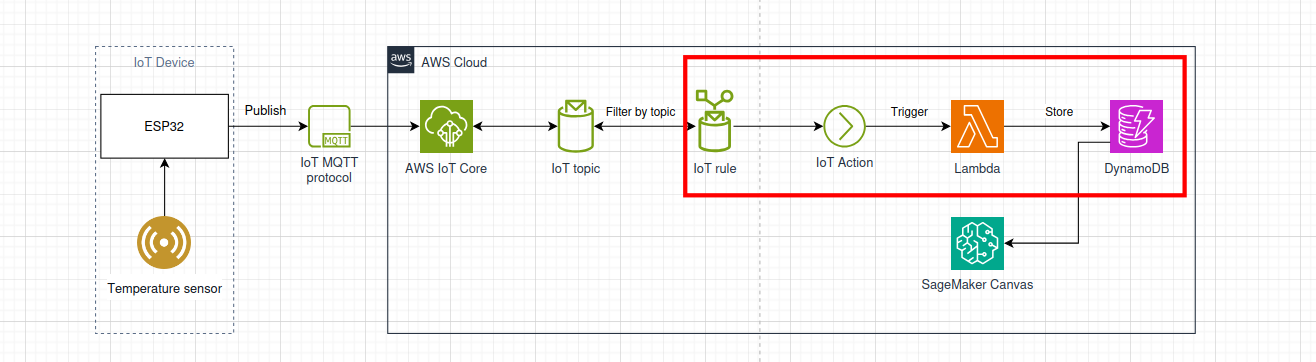 IoT Device
ESP32
Temperature sensor
Publish
MQTT
IoT MQTT
protocol
aws
AWS Cloud
AWS IoT Core
IoT topic
Filter by topic
IoT rule
IoT Action
Trigger
Lambda
Store
DynamoDB
SageMaker Canvas